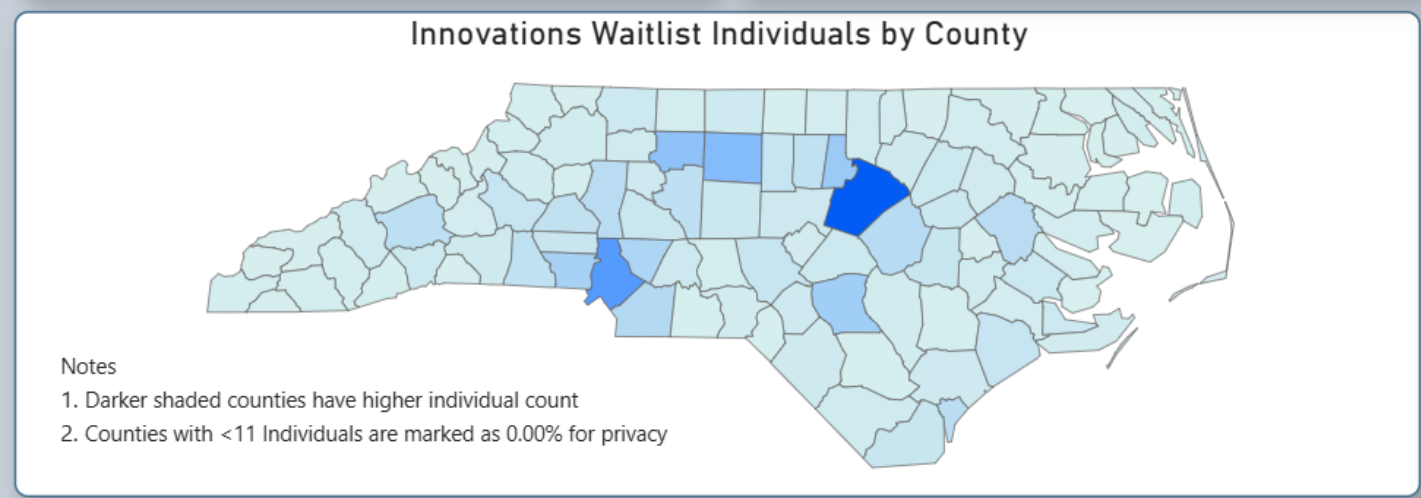 Innovations Waitlist Individuals by County
Notes
1. Darker shaded counties have higher individual count
2. Counties with <11 Individuals are marked as 0.00% for privacy